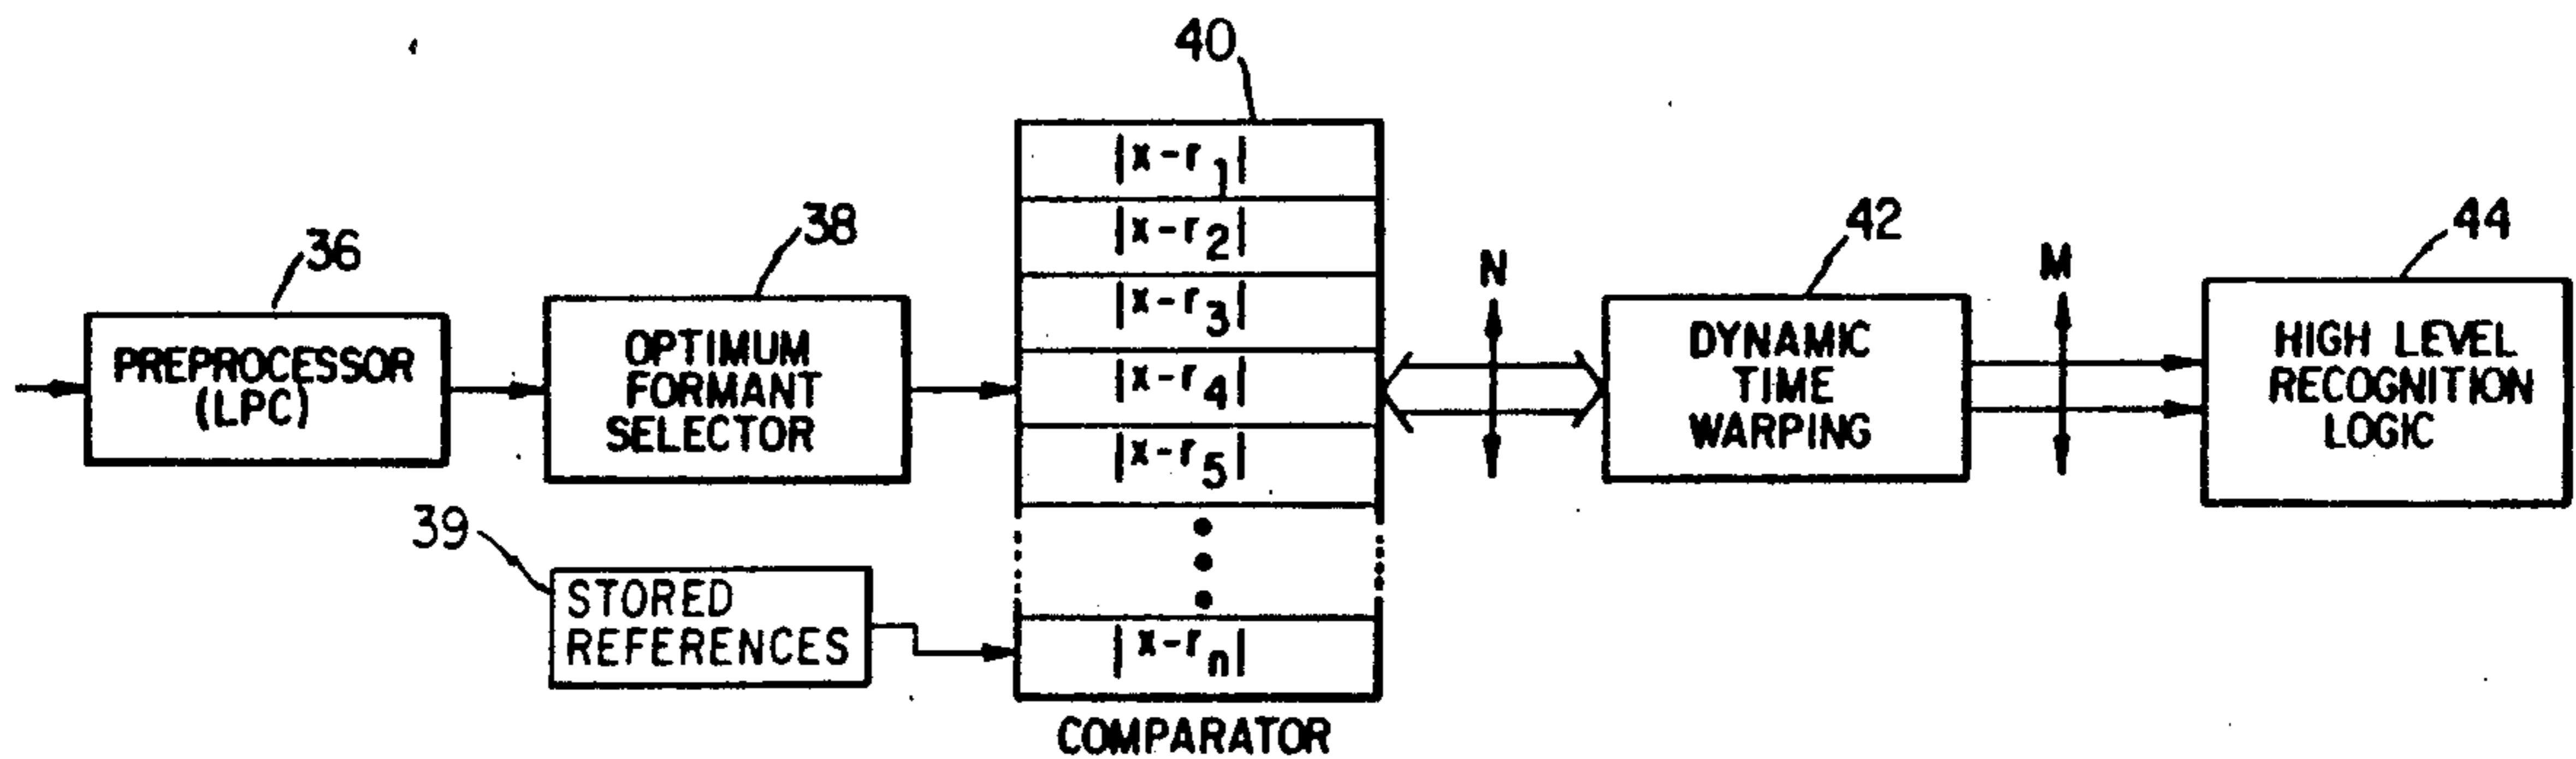 36
PREPROCESSOR
(LPC)
38
OPTIMUM
FORMANT
SELECTOR
39
STORED
REFERENCES
40
|x-r1|
|x-r2|
|x-r3|
|x-r4|
|x-r5|
|x-rn|
COMPARATOR
N
42
DYNAMIC
TIME
WARPING
M
44
HIGH LEVEL
RECOGNITION
LOGIC